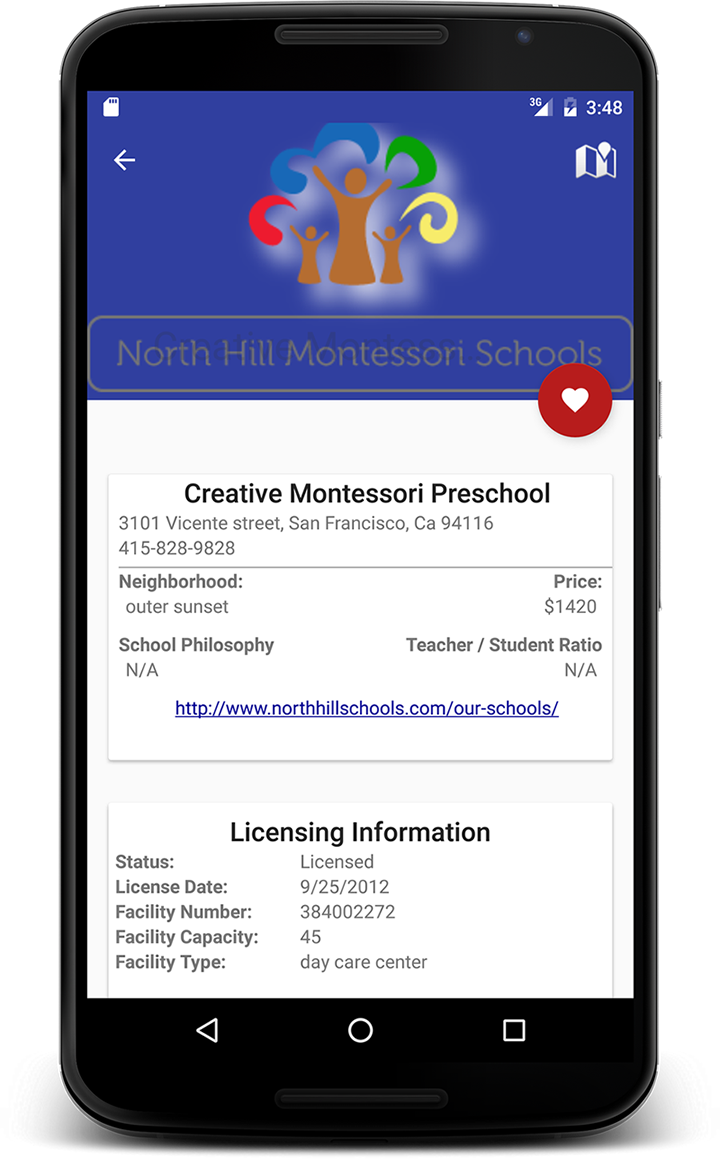 3G 3:48
Creative Montess...
North Hill Montessori Schools
Creative Montessori Preschool
3101 Vicente street, San Francisco, Ca 94116
415-828-9828
Neighborhood: Price:
outer sunset $1420
School Philosophy Teacher / Student Ratio
N/A N/A
http://www.northhillschools.com/our-schools/
Licensing Information
Status: Licensed
License Date: 9/25/2012
Facility Number: 384002272
Facility Capacity: 45
Facility Type: day care center